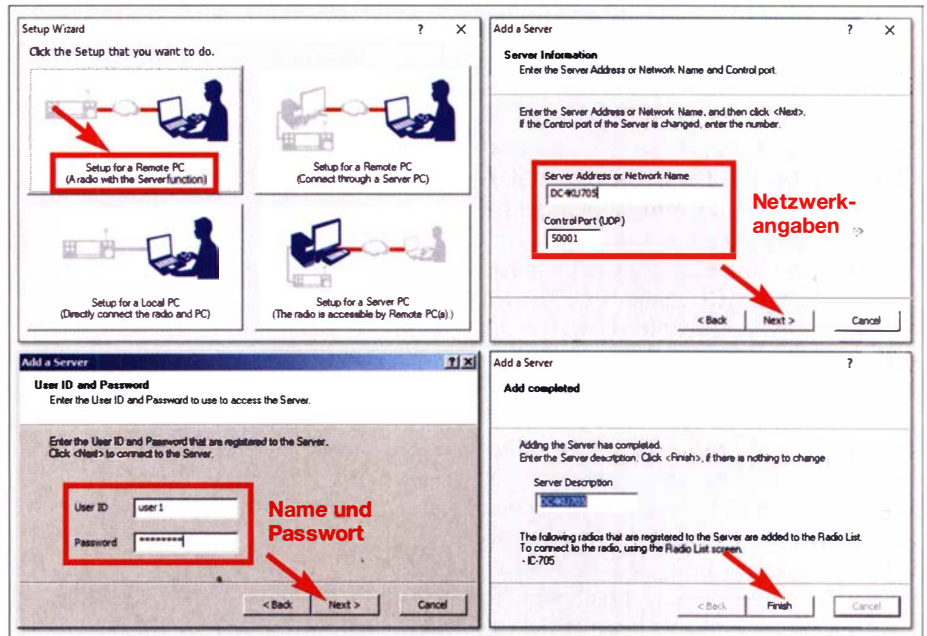 Setup Wizard ? X
Click the Setup that you want to do.
Setup for a Remote PC
(A radio with the Server function)
Setup for a Remote PC
(Connect through a Server PC)
Setup for a Local PC
(Directly connect the radio and PC)
Setup for a Server PC
(The radio is accessible by Remote PC(s).)
Add a Server ? X
Server Information
Enter the Server Address or Network Name and Control port.
Enter the Server Address or Network Name, and then click <Next>.
If the Control port of the Server is changed, enter the number.
Server Address or Network Name
DC4KU705
Control Port (UDP)
50001
Netzwerk-
angaben
< Back Next > Cancel
Add a Server ? X
User ID and Password
Enter the User ID and Password to use to access the Server.
Enter the User ID and Password that are registered to the Server.
Click <Next> to connect to the Server.
User ID user1
Password ********
Name und
Passwort
< Back Next > Cancel
Add a Server ?
Add completed
Adding the Server has completed.
Enter the Server description. Click <Finish>, if there is nothing to change
Server Description
DC4KU705
The following radios that are registered to the Server are added to the Radio List.
To connect to the radio, using the Radio List screen.
- IC-705
< Back Finish Cancel